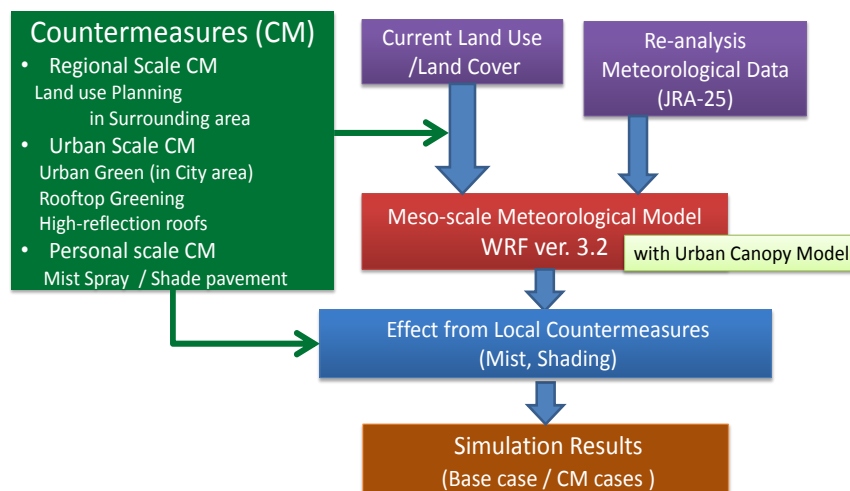 Countermeasures (CM)
• Regional Scale CM
Land use Planning
in Surrounding area
• Urban Scale CM
Urban Green (in City area)
Rooftop Greening
High-reflection roofs
• Personal scale CM
Mist Spray / Shade pavement
Current Land Use
/Land Cover
Re-analysis
Meteorological Data
(JRA-25)
Meso-scale Meteorological Model
WRF ver. 3.2
with Urban Canopy Model
Effect from Local Countermeasures
(Mist, Shading)
Simulation Results
(Base case / CM cases )